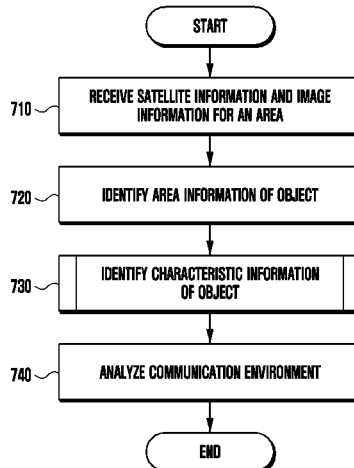 START
710
RECEIVE SATELLITE INFORMATION AND IMAGE
INFORMATION FOR AN AREA
720
IDENTIFY AREA INFORMATION OF OBJECT
730
IDENTIFY CHARACTERISTIC INFORMATION
OF OBJECT
740
ANALYZE COMMUNICATION ENVIRONMENT
END